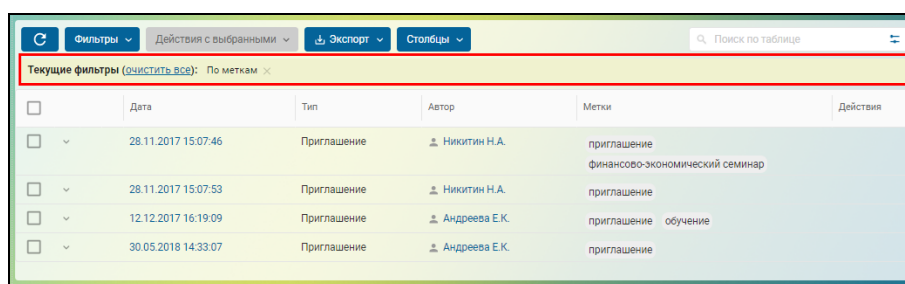 Фильтры Действия с выбранными Экспорт Столбцы Поиск по таблице
Текущие фильтры (очистить все): По меткам ×
Дата Тип Автор Метки Действия
28.11.2017 15:07:46 Приглашение Никитин Н.А. приглашение
финансово-экономический семинар
28.11.2017 15:07:53 Приглашение Никитин Н.А. приглашение
12.12.2017 16:19:09 Приглашение Андреева Е.К. приглашение обучение
30.05.2018 14:33:07 Приглашение Андреева Е.К. приглашение